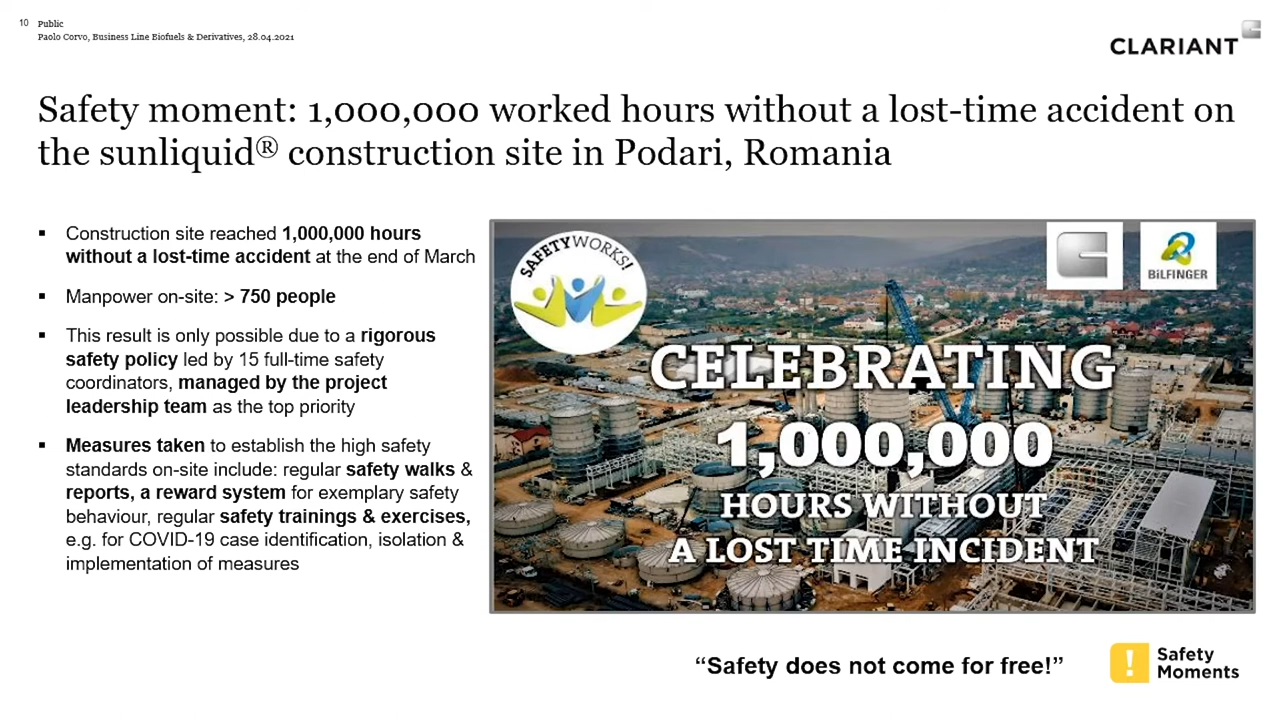 10 Public
Paolo Corvo, Business Line Biofuels & Derivatives, 28.04.2021
CLARIANT
Safety moment: 1,000,000 worked hours without a lost-time accident on
the sunliquid® construction site in Podari, Romania
▪ Construction site reached 1,000,000 hours
without a lost-time accident at the end of March
▪ Manpower on-site: > 750 people
▪ This result is only possible due to a rigorous
safety policy led by 15 full-time safety
coordinators, managed by the project
leadership team as the top priority
▪ Measures taken to establish the high safety
standards on-site include: regular safety walks &
reports, a reward system for exemplary safety
behaviour, regular safety trainings & exercises,
e.g. for COVID-19 case identification, isolation &
implementation of measures
SAFETYWORKS!
BILFINGER
CELEBRATING
1,000,000
HOURS WITHOUT
A LOST TIME INCIDENT
“Safety does not come for free!”
! Safety
Moments